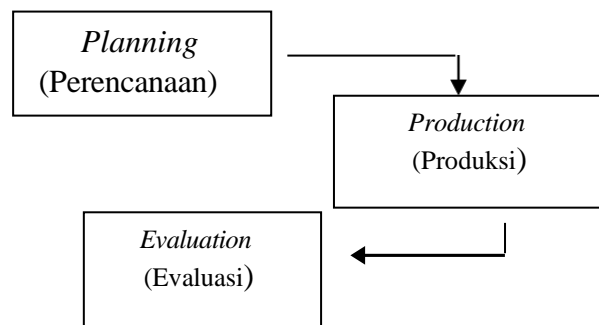 Planning
(Perencanaan)
Production
(Produksi)
Evaluation
(Evaluasi)